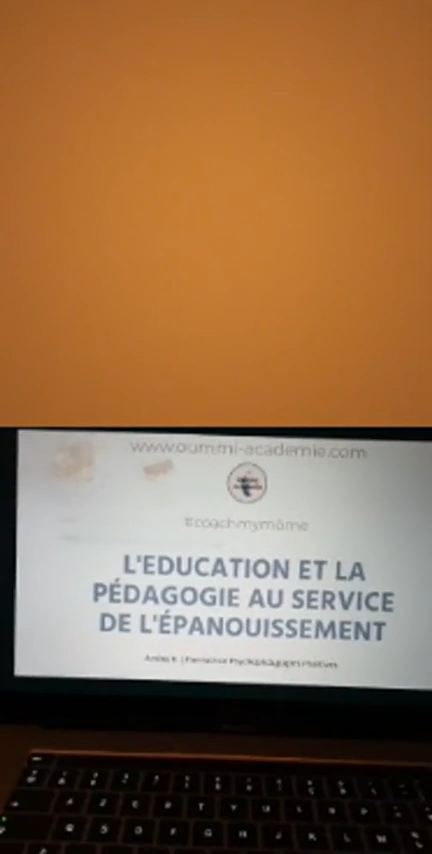 www.oummi-academie.com
#coachmymôme
L'EDUCATION ET LA
PÉDAGOGIE AU SERVICE
DE L'ÉPANOUISSEMENT